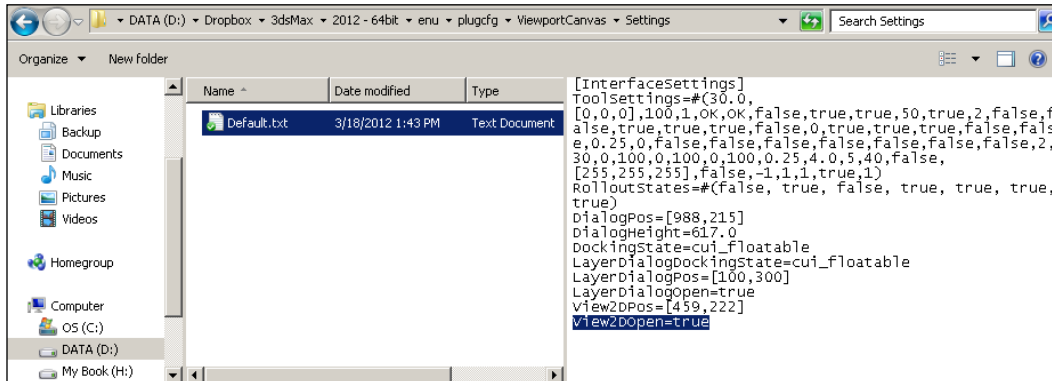 ▾ DATA (D:) ▾ Dropbox ▾ 3dsMax ▾ 2012 - 64bit ▾ enu ▾ plugcfg ▾ ViewportCanvas ▾ Settings
Search Settings
Organize ▾ New folder
Libraries
Backup
Documents
Music
Pictures
Videos
Homegroup
Computer
OS (C:)
DATA (D:)
My Book (H:)
Name Date modified Type
Default.txt 3/18/2012 1:43 PM Text Document
[InterfaceSettings]
ToolSettings=#(30.0,
[0,0,0],100,1,OK,OK,false,true,true,50,true,2,false,f
alse,true,true,true,false,0,true,true,true,false,fals
e,0.25,0,false,false,false,false,false,false,false,2,
30,0,100,0,100,0,100,0.25,4.0,5,40,false,
[255,255,255],false,-1,1,1,true,1)
RolloutStates=#(false, true, false, true, true, true,
true)
DialogPos=[988,215]
DialogHeight=617.0
DockingState=cui_floatable
LayerDialogDockingState=cui_floatable
LayerDialogPos=[100,300]
LayerDialogOpen=true
View2DPos=[459,222]
View2DOpen=true